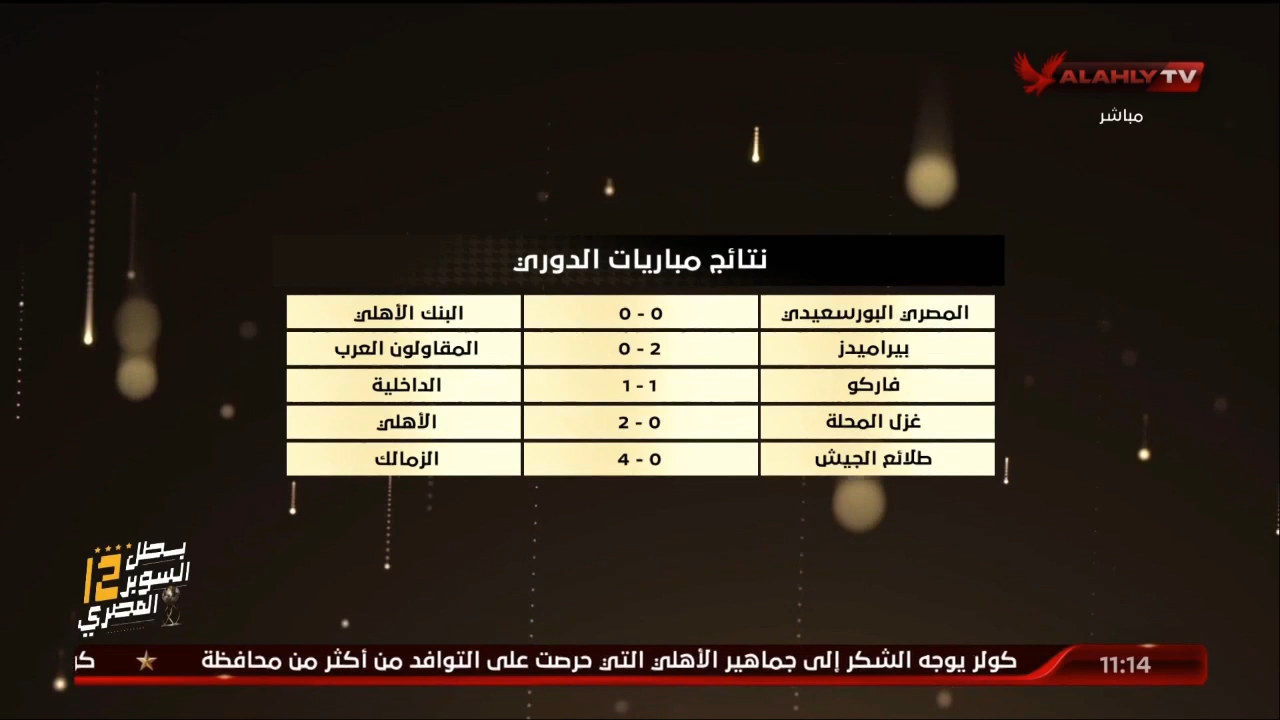 ALAHLY TV
مباشر
نتائج مباريات الدوري
المصري البورسعيدي 0 - 0 البنك الأهلي
بيراميدز 2 - 0 المقاولون العرب
فاركو 1 - 1 الداخلية
غزل المحلة 0 - 2 الأهلي
طلائع الجيش 0 - 4 الزمالك
بطل
السوبر 12
المصري
11:14 كولر يوجه الشكر إلى جماهير الأهلي التي حرصت على التوافد من أكثر من محافظة